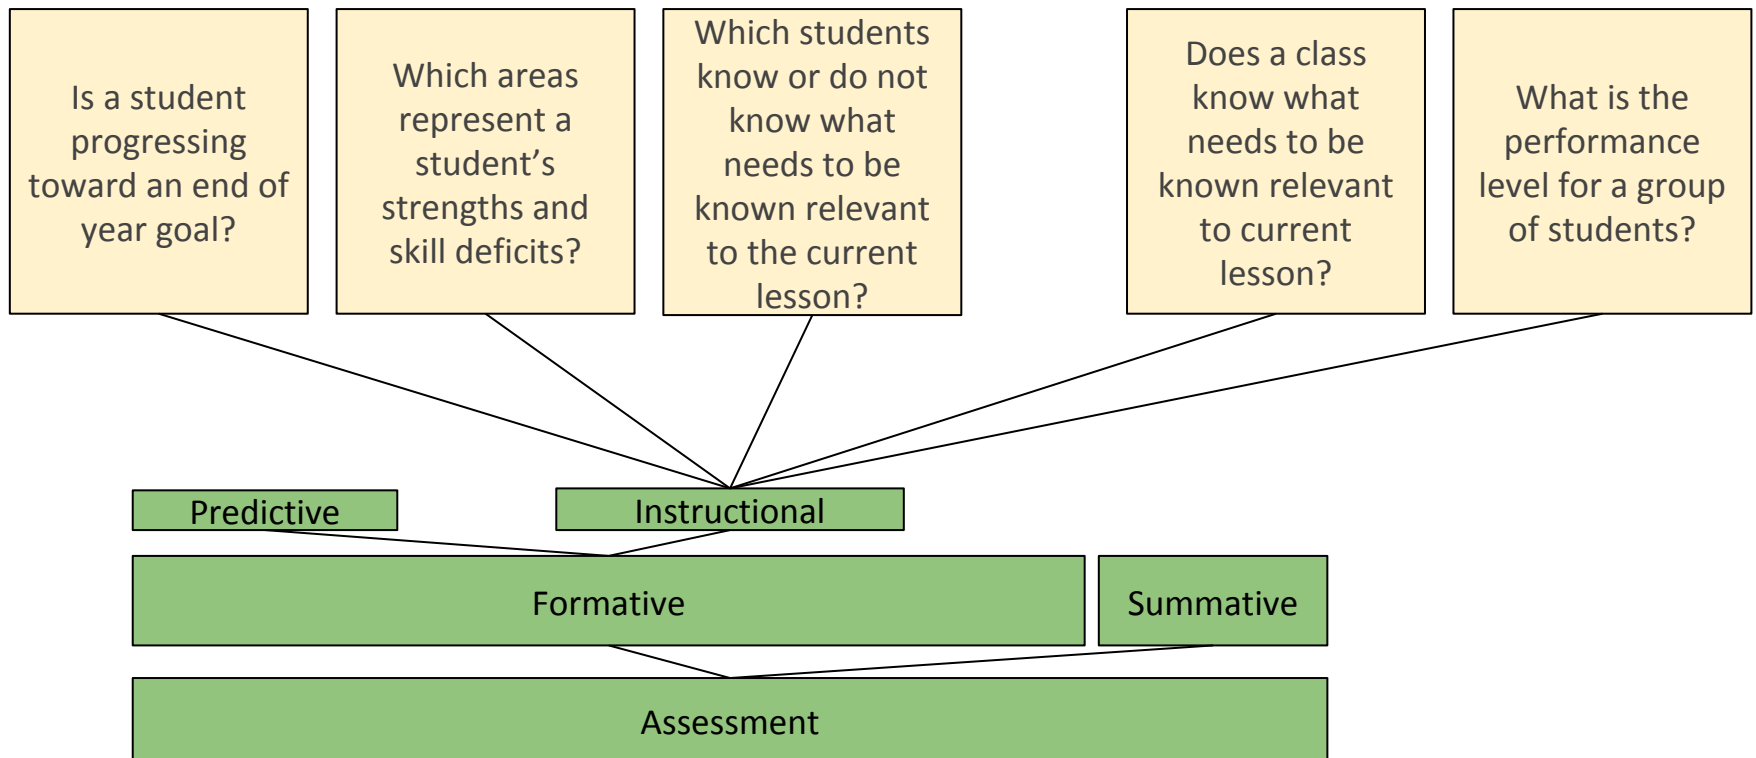 Is a student
progressing
toward an end of
year goal?
Which areas
represent a
student’s
strengths and
skill deficits?
Which students
know or do not
know what
needs to be
known relevant
to the current
lesson?
Does a class
know what
needs to be
known relevant
to current
lesson?
What is the
performance
level for a group
of students?
Predictive
Instructional
Formative
Summative
Assessment